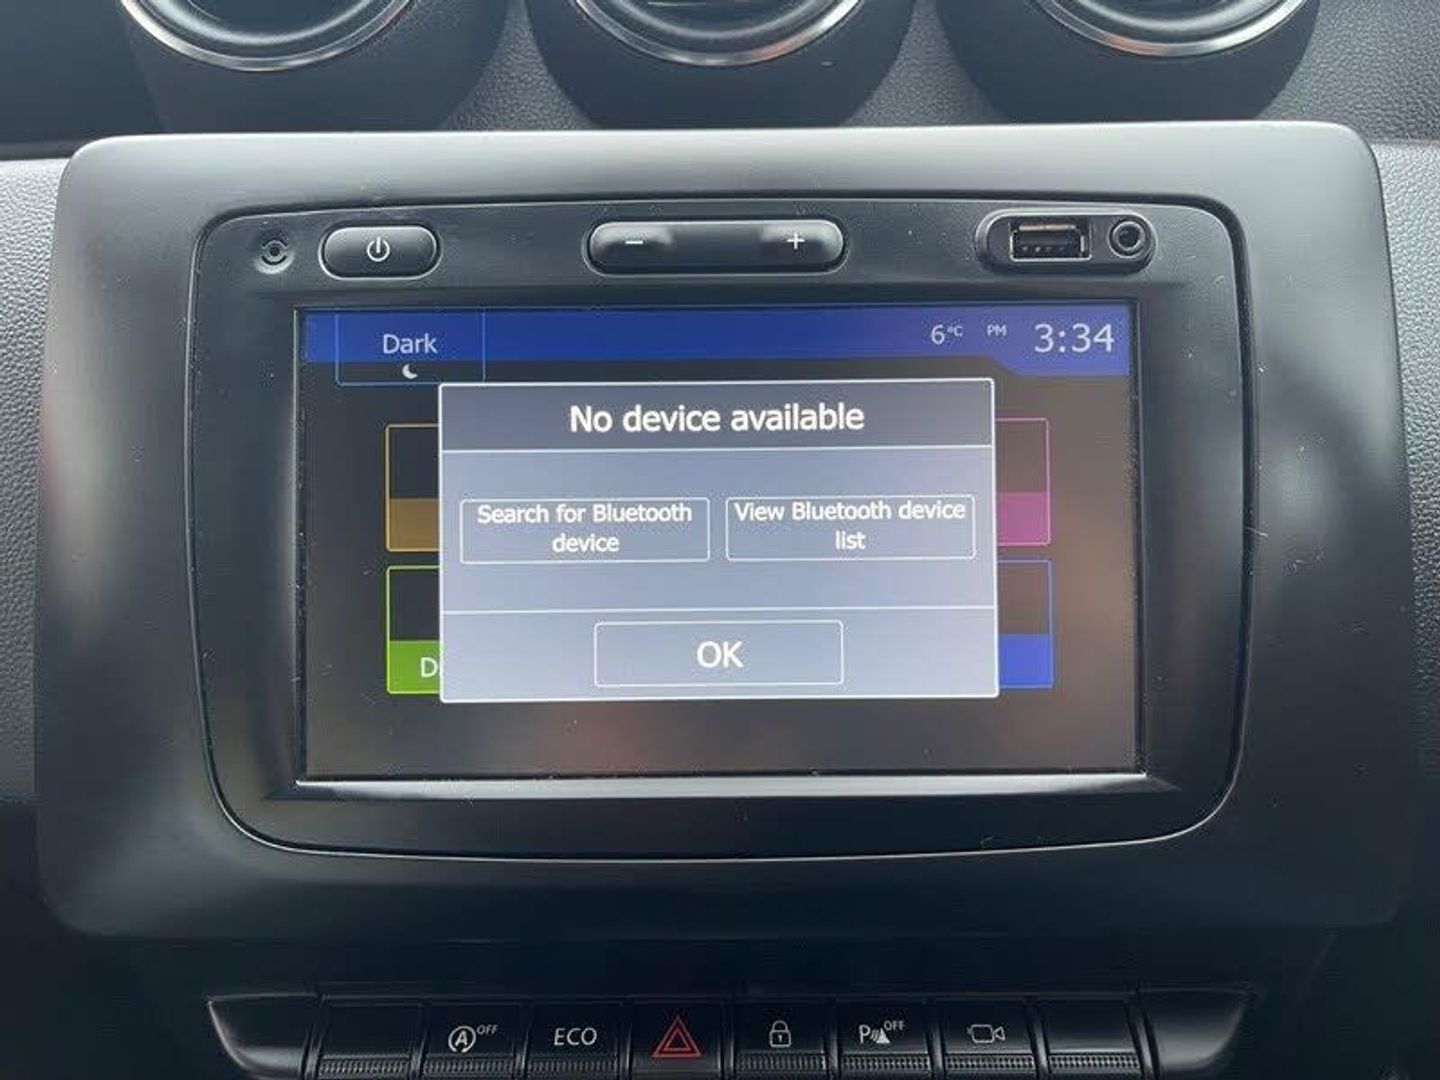 Dark
6°C PM 3:34
No device available
Search for Bluetooth
device
View Bluetooth device
list
D
OK
A OFF
ECO
P OFF